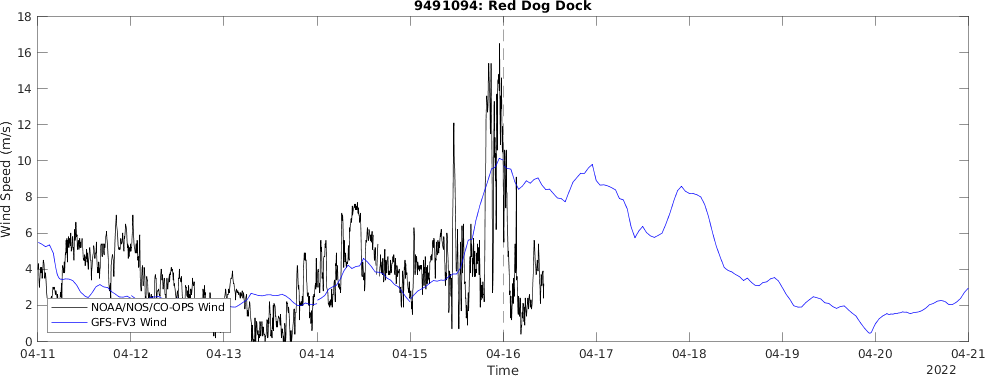 9491094: Red Dog Dock
Wind Speed (m/s)
18
16
14
12
10
8
6
4
2
0
NOAA/NOS/CO-OPS Wind
GFS-FV3 Wind
04-11 04-12 04-13 04-14 04-15 04-16 04-17 04-18 04-19 04-20 04-21
Time
2022